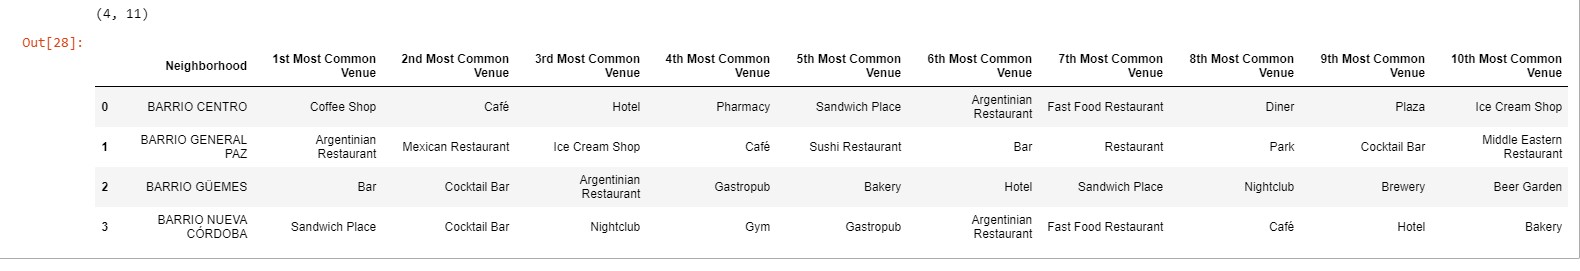 (4, 11)
Out[28]:
Neighborhood 1st Most Common Venue 2nd Most Common Venue 3rd Most Common Venue 4th Most Common Venue 5th Most Common Venue 6th Most Common Venue 7th Most Common Venue 8th Most Common Venue 9th Most Common Venue 10th Most Common Venue
0 BARRIO CENTRO Coffee Shop Café Hotel Pharmacy Sandwich Place Argentinian Restaurant Fast Food Restaurant Diner Plaza Ice Cream Shop
1 BARRIO GENERAL PAZ Argentinian Restaurant Mexican Restaurant Ice Cream Shop Café Sushi Restaurant Bar Restaurant Park Cocktail Bar Middle Eastern Restaurant
2 BARRIO GÜEMES Bar Cocktail Bar Argentinian Restaurant Gastropub Bakery Hotel Sandwich Place Nightclub Brewery Beer Garden
3 BARRIO NUEVA CÓRDOBA Sandwich Place Cocktail Bar Nightclub Gym Gastropub Argentinian Restaurant Fast Food Restaurant Café Hotel Bakery